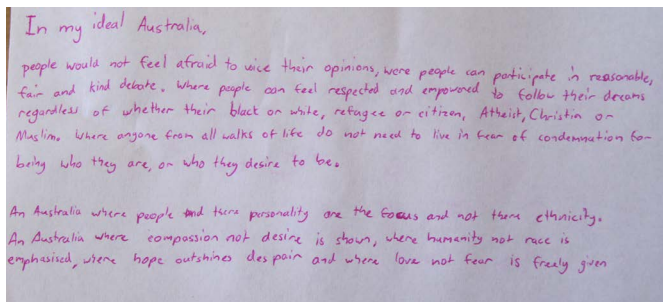 In my ideal Australia,
people would not feel afraid to voice their opinions, were people can participate in reasonable,
fair and kind debate. Where people can feel respected and empowered to follow their dreams
regardless of whether their black or white, refugee or citizen, Atheist, Christin or
Muslim. Where anyone from all walks of life do not need to live in fear of condemnation for
being who they are, or who they desire to be.
An Australia where people and there personality are the focus and not there ethnicity.
An Australia where compassion not desire is shown, where humanity not race is
emphasised, where hope outshines despair and where love not fear is freely given